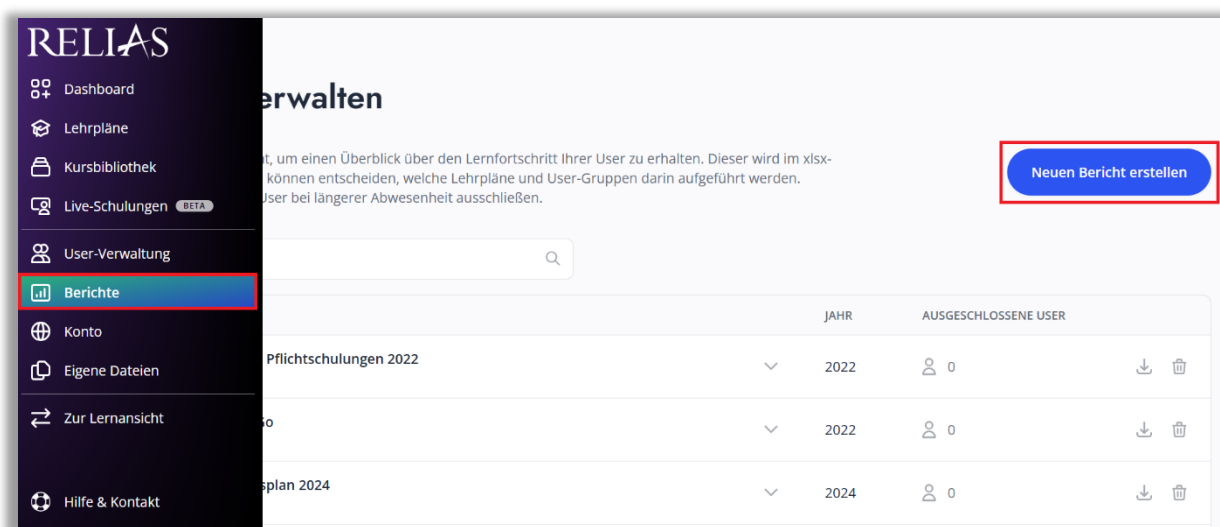 RELIAS
Dashboard
Lehrpläne
Kursbibliothek
Live-Schulungen BETA
User-Verwaltung
Berichte
Konto
Eigene Dateien
Zur Lernansicht
Hilfe & Kontakt
erwalten
um einen Überblick über den Lernfortschritt Ihrer User zu erhalten. Dieser wird im xlsx-
können entscheiden, welche Lehrpläne und User-Gruppen darin aufgeführt werden.
User bei längerer Abwesenheit ausschließen.
Neuen Bericht erstellen
JAHR AUSGESCHLOSSENE USER
Pflichtschulungen 2022 2022 0
2022 0
splan 2024 2024 0